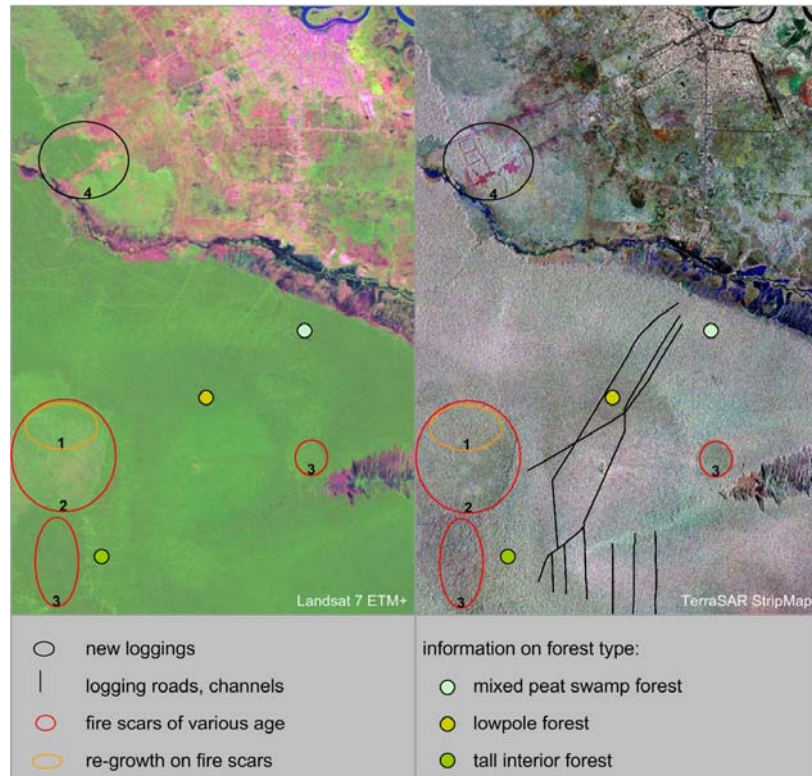 4
1
2
3
3
Landsat 7 ETM+
4
1
2
3
3
TerraSAR StripMap
new loggings
logging roads, channels
fire scars of various age
re-growth on fire scars
information on forest type:
mixed peat swamp forest
lowpole forest
tall interior forest